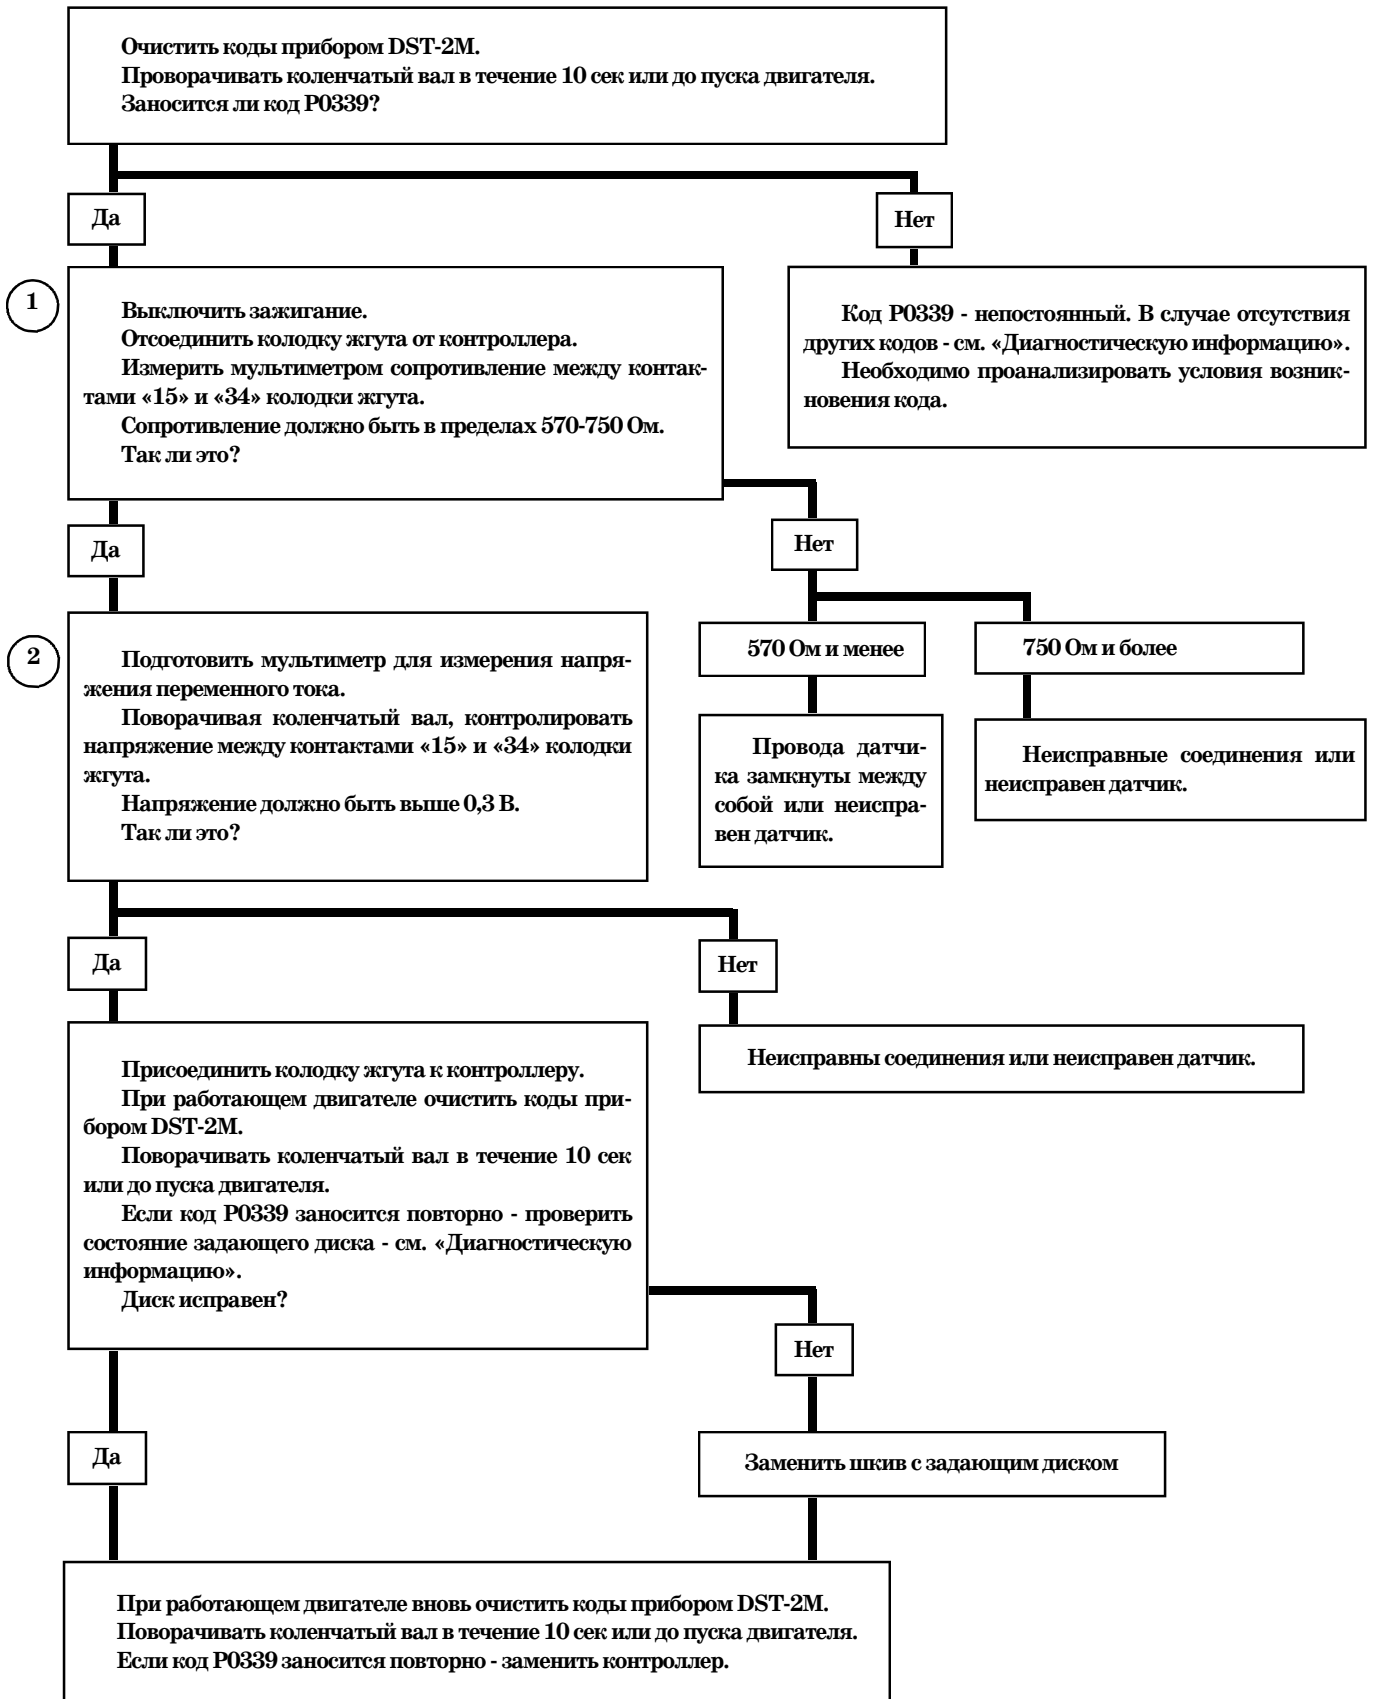 Очистить коды прибором DST-2M.
Проворачивать коленчатый вал в течение 10 сек или до пуска двигателя.
Заносится ли код P0339?
Да
Нет
1
Выключить зажигание.
Отсоединить колодку жгута от контроллера.
Измерить мультиметром сопротивление между контак-
тами «15» и «34» колодки жгута.
Сопротивление должно быть в пределах 570-750 Ом.
Так ли это?
Код P0339 - непостоянный. В случае отсутствия
других кодов - см. «Диагностическую информацию».
Необходимо проанализировать условия возник-
новения кода.
Да
Нет
2
Подготовить мультиметр для измерения напря-
жения переменного тока.
Поворачивая коленчатый вал, контролировать
напряжение между контактами «15» и «34» колодки
жгута.
Напряжение должно быть выше 0,3 В.
Так ли это?
570 Ом и менее
750 Ом и более
Провода датчи-
ка замкнуты между
собой или неиспра-
вен датчик.
Неисправные соединения или
неисправен датчик.
Да
Нет
Присоединить колодку жгута к контроллеру.
При работающем двигателе очистить коды при-
бором DST-2M.
Поворачивать коленчатый вал в течение 10 сек
или до пуска двигателя.
Если код P0339 заносится повторно - проверить
состояние задающего диска - см. «Диагностическую
информацию».
Диск исправен?
Неисправны соединения или неисправен датчик.
Нет
Да
Заменить шкив с задающим диском
При работающем двигателе вновь очистить коды прибором DST-2M.
Поворачивать коленчатый вал в течение 10 сек или до пуска двигателя.
Если код P0339 заносится повторно - заменить контроллер.